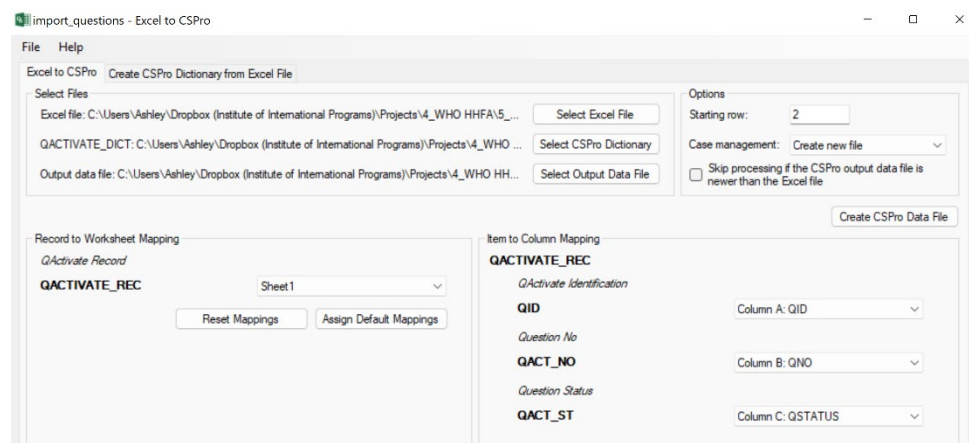 import_questions - Excel to CSPro
File Help
Excel to CSPro Create CSPro Dictionary from Excel File
Select Files
Excel file: C:\Users\Ashley\Dropbox (Institute of International Programs)\Projects\4_WHO HHFA\5_... Select Excel File
QACTIVATE_DICT: C:\Users\Ashley\Dropbox (Institute of International Programs)\Projects\4_WHO ... Select CSPro Dictionary
Output data file: C:\Users\Ashley\Dropbox (Institute of International Programs)\Projects\4_WHO HH... Select Output Data File
Options
Starting row: 2
Case management: Create new file
Skip processing if the CSPro output data file is
newer than the Excel file
Create CSPro Data File
Record to Worksheet Mapping
QActivate Record
QACTIVATE_REC Sheet1
Reset Mappings Assign Default Mappings
Item to Column Mapping
QACTIVATE_REC
QActivate Identification
QID Column A: QID
Question No
QACT_NO Column B: QNO
Question Status
QACT_ST Column C: QSTATUS